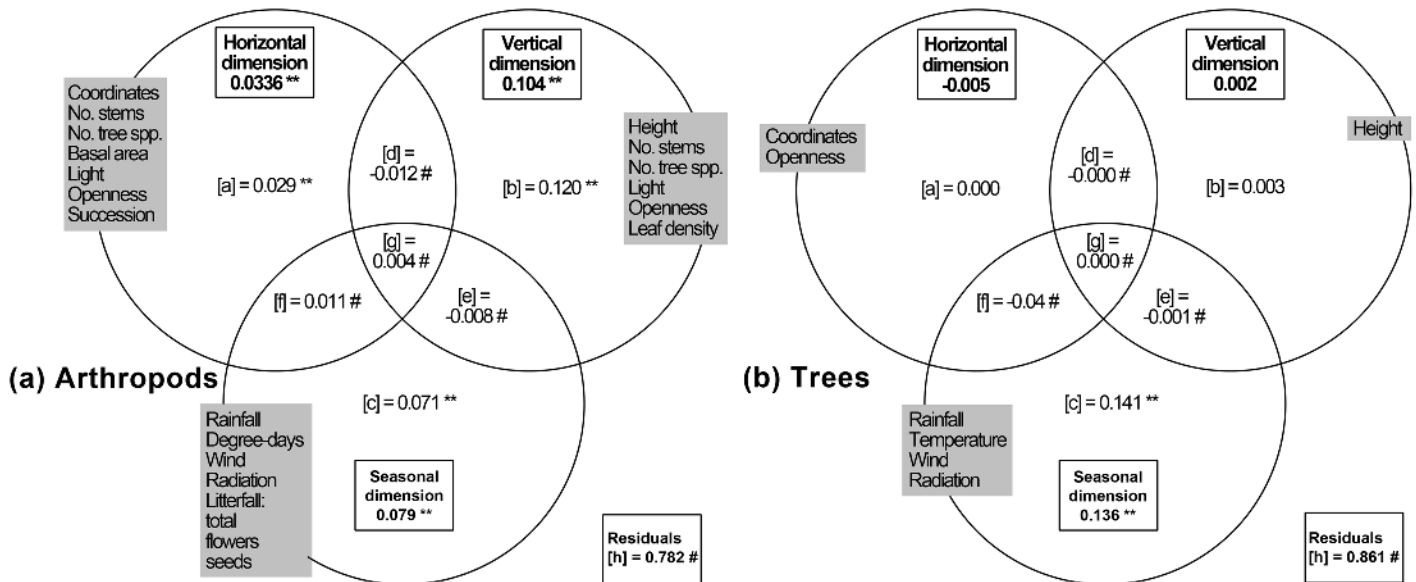 Horizontal
dimension
0.0336 **
Vertical
dimension
0.104 **
Coordinates
No. stems
No. tree spp.
Basal area
Light
Openness
Succession
[a] = 0.029 **
[d] =
-0.012 #
[b] = 0.120 **
Height
No. stems
No. tree spp.
Light
Openness
Leaf density
[g] =
0.004 #
[f] = 0.011 #
[e] =
-0.008 #
(a) Arthropods
[c] = 0.071 **
Rainfall
Degree-days
Wind
Radiation
Litterfall:
total
flowers
seeds
Seasonal
dimension
0.079 **
Residuals
[h] = 0.782 #
Horizontal
dimension
-0.005
Vertical
dimension
0.002
Coordinates
Openness
[a] = 0.000
[d] =
-0.000 #
[b] = 0.003
Height
[g] =
0.000 #
[f] = -0.04 #
[e] =
-0.001 #
(b) Trees
[c] = 0.141 **
Rainfall
Temperature
Wind
Radiation
Seasonal
dimension
0.136 **
Residuals
[h] = 0.861 #